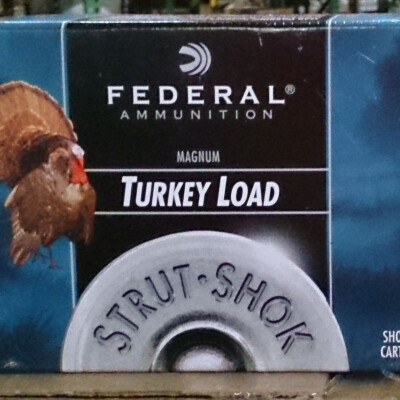 FEDERAL®
AMMUNITION
MAGNUM
TURKEY LOAD
STRUT·SHOK